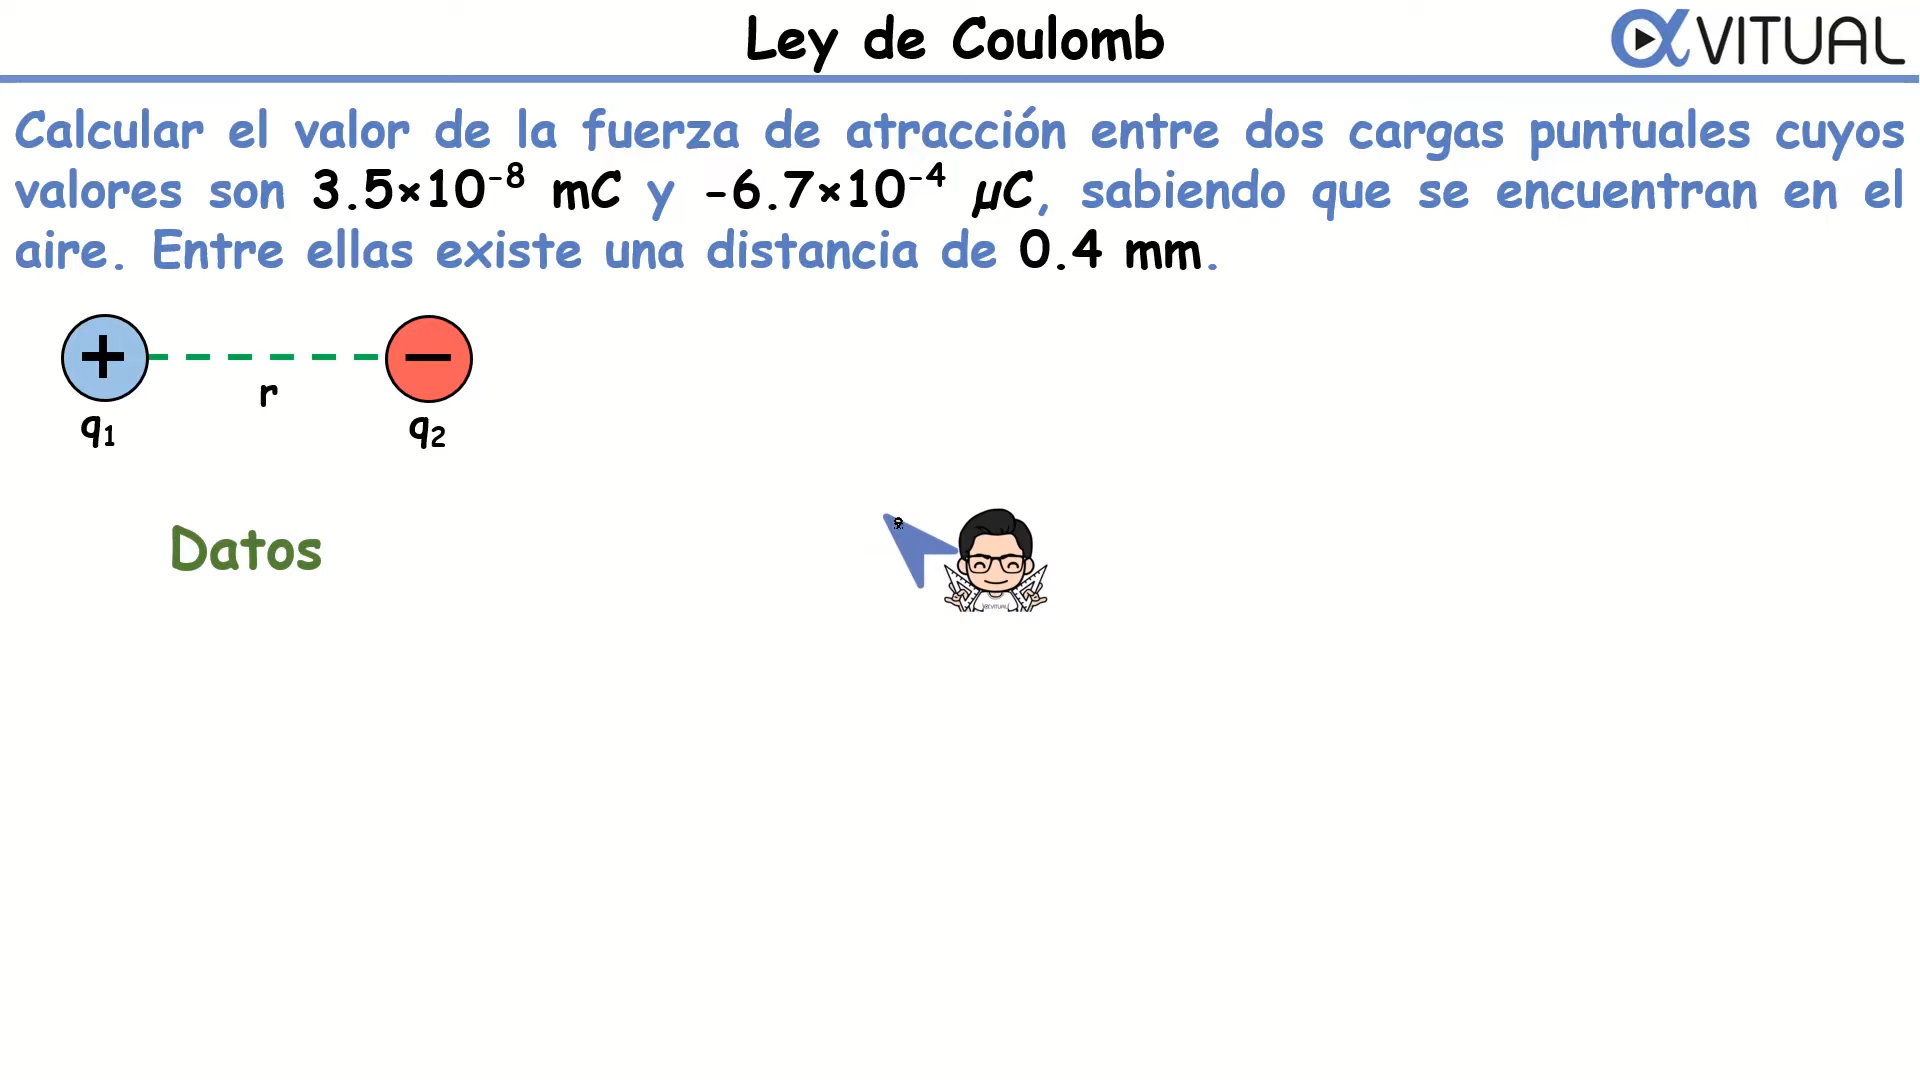 Ley de Coulomb
αVITUAL
Calcular el valor de la fuerza de atracción entre dos cargas puntuales cuyos
valores son 3.5×10⁻⁸ mC y -6.7×10⁻⁴ µC, sabiendo que se encuentran en el
aire. Entre ellas existe una distancia de 0.4 mm.
+ −
r
q₁ q₂
Datos
αVITUAL